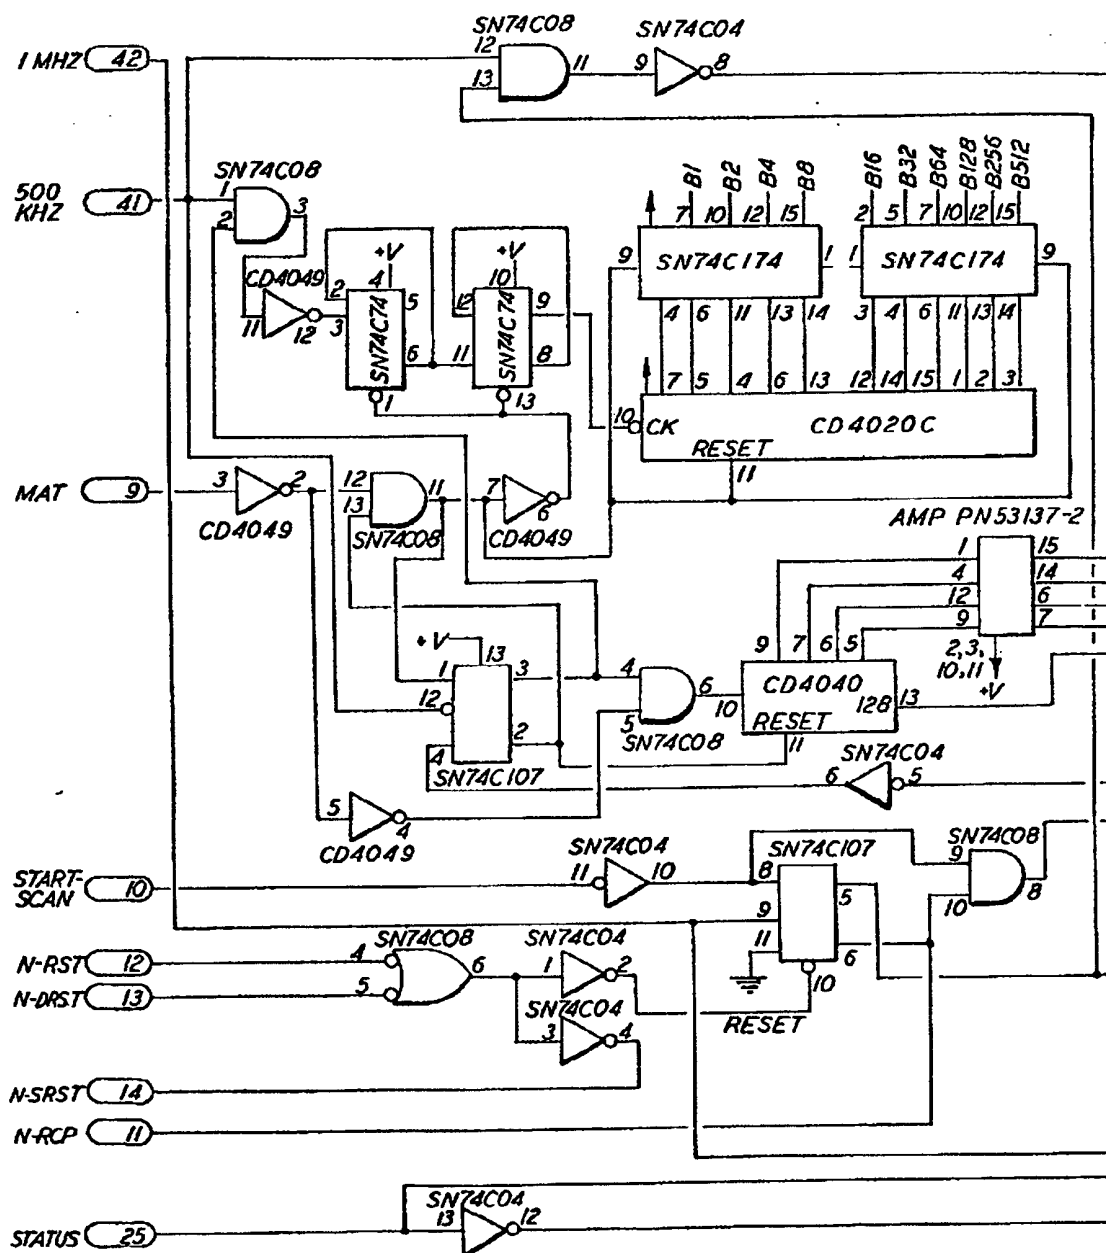 SN74C08
SN74C04
1 MHZ 42
12
13
11
9
8
SN74C08
500 KHZ 41
1
2
3
B1
B2
B4
B8
B16
B32
B64
B128
B256
B512
7 10 12 15
2 5 7 10 12 15
9
SN74C174
1
1
SN74C174
9
4 6 11 13 14
3 4 6 11 13 14
CD4049
11
12
+V
4
2
3
5
6
SN74C74
1
+V
10
12
11
9
8
SN74C74
13
7 5 4 6 13
12 14 15 1 2 3
10
CK
CD4020C
RESET
11
MAT 9
3
2
CD4049
12
13
11
SN74C08
7
6
CD4049
AMP PN53137-2
1
4
12
9
15
14
6
7
2,3,
10,11
+V
+V
13
1
12
4
3
2
SN74C107
4
5
6
SN74C08
9 7 6 5
10
CD4040
128
13
RESET
11
SN74C04
6
5
5
4
CD4049
START-
SCAN 10
SN74C04
11
10
SN74C107
8
9
11
5
6
10
RESET
SN74C08
9
10
8
N-RST 12
N-DRST 13
SN74C08
4
5
6
SN74C04
1
2
SN74C04
3
4
N-SRST 14
N-RCP 11
STATUS 25
SN74C04
13
12